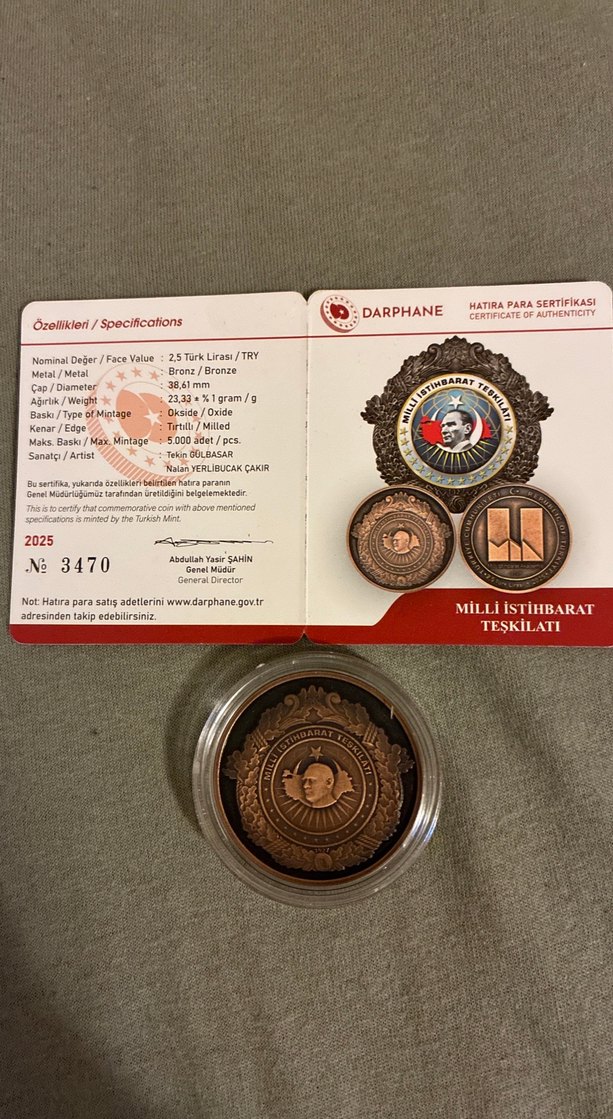 Özellikleri / Specifications
Nominal Değer / Face Value : 2,5 Türk Lirası / TRY
Metal / Metal : Bronz / Bronze
Çap / Diameter : 38,61 mm
Ağırlık / Weight : 23,33 ± % 1 gram / g
Baskı / Type of Mintage : Okside / Oxide
Kenar / Edge : Tırtıllı / Milled
Maks. Baskı / Max. Mintage : 5.000 adet / pcs.
Sanatçı / Artist : Tekin GÜLBASAR
Nalan YERLİBUCAK ÇAKIR
Bu sertifika, yukarıda özellikleri belirtilen hatıra paranın
Genel Müdürlüğümüz tarafından üretildiğini belgelemektedir.
This is to certify that commemorative coin with above mentioned
specifications is minted by the Turkish Mint.
2025
№ 3470
Abdullah Yasir ŞAHİN
Genel Müdür
General Director
Not: Hatıra para satış adetlerini www.darphane.gov.tr
adresinden takip edebilirsiniz.
DARPHANE
HATIRA PARA SERTİFİKASI
CERTIFICATE OF AUTHENTICITY
MİLLİ İSTİHBARAT TEŞKİLATI
REPUBLIC OF
MİLLİ İSTİHBARAT
TEŞKİLATI
MİLLİ İSTİHBARAT TEŞKİLATI